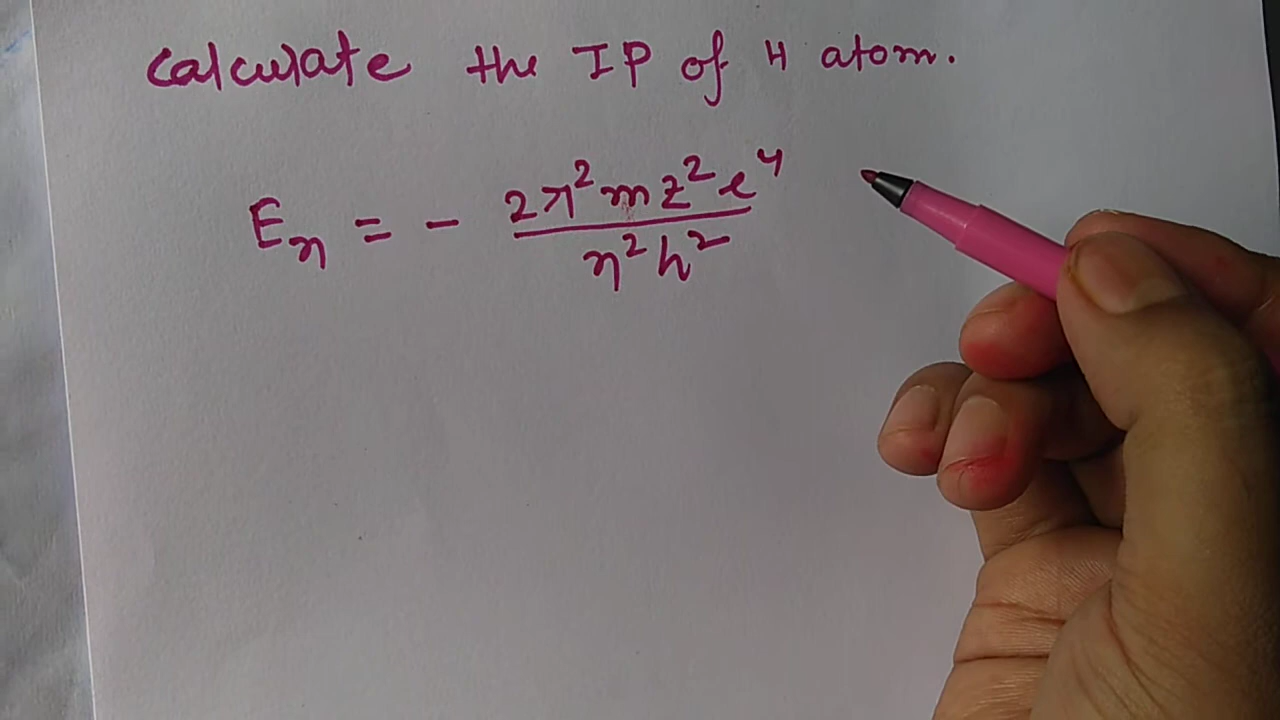 Calculate the IP of H atom.
Eₙ = - 2π²mz²e⁴ / n²h²